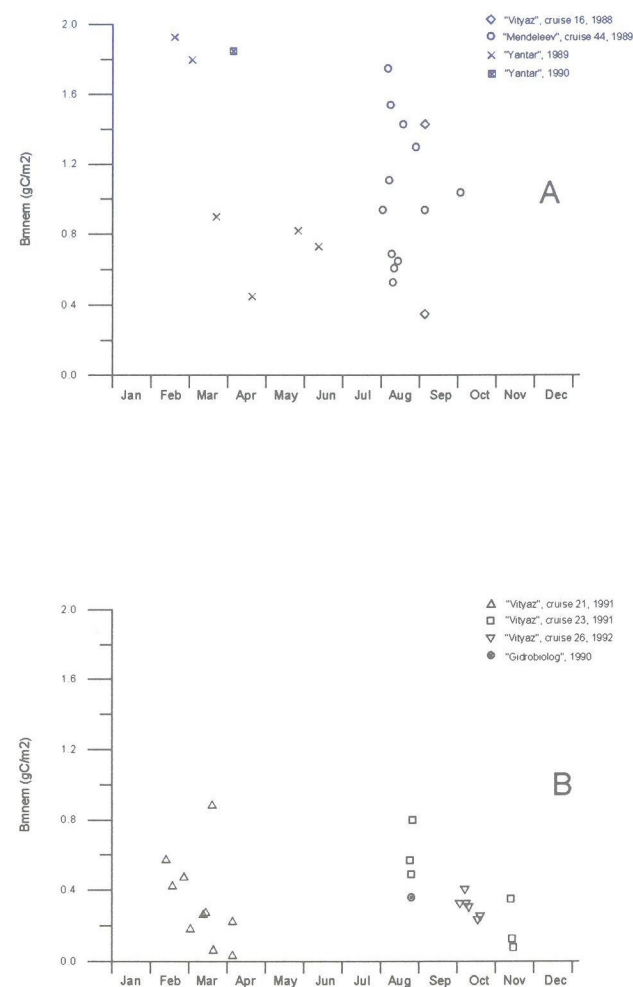 2.0
1.6
1.2
0.8
0.4
0.0
Bmnem (gC/m2)
"Vityaz", cruise 16, 1988
"Mendeleev", cruise 44, 1989
"Yantar", 1989
"Yantar", 1990
A
Jan Feb Mar Apr May Jun Jul Aug Sep Oct Nov Dec
2.0
1.6
1.2
0.8
0.4
0.0
Bmnem (gC/m2)
"Vityaz", cruise 21, 1991
"Vityaz", cruise 23, 1991
"Vityaz", cruise 26, 1992
"Gidrobiolog", 1990
B
Jan Feb Mar Apr May Jun Jul Aug Sep Oct Nov Dec